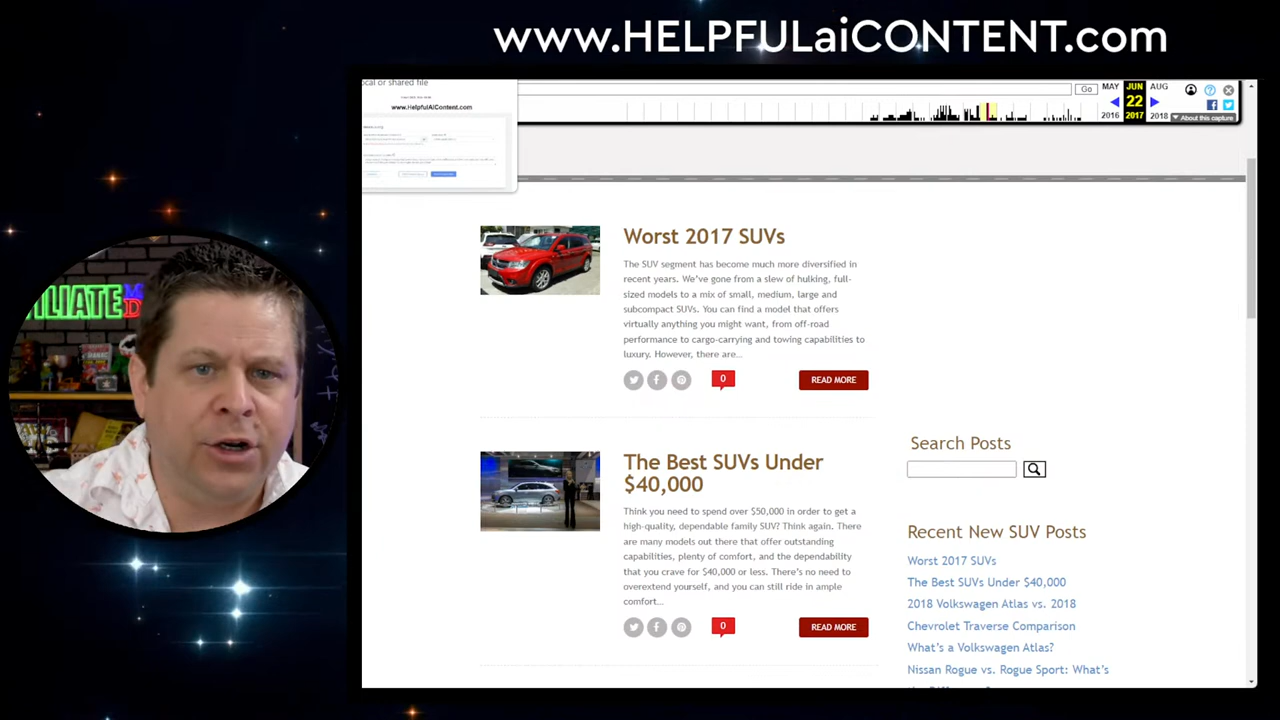 www.HELPFULaiCONTENT.com
ocal or shared file
www.HelpfulAiContent.com
Go
MAY
JUN
AUG
22
2016
2017
2018
About this capture
Worst 2017 SUVs
The SUV segment has become much more diversified in
recent years. We've gone from a slew of hulking, full-
sized models to a mix of small, medium, large and
subcompact SUVs. You can find a model that offers
virtually anything you might want, from off-road
performance to cargo-carrying and towing capabilities to
luxury. However, there are...
0
READ MORE
The Best SUVs Under
$40,000
Think you need to spend over $50,000 in order to get a
high-quality, dependable family SUV? Think again. There
are many models out there that offer outstanding
capabilities, plenty of comfort, and the dependability
that you crave for $40,000 or less. There's no need to
overextend yourself, and you can still ride in ample
comfort...
0
READ MORE
Search Posts
Recent New SUV Posts
Worst 2017 SUVs
The Best SUVs Under $40,000
2018 Volkswagen Atlas vs. 2018
Chevrolet Traverse Comparison
What's a Volkswagen Atlas?
Nissan Rogue vs. Rogue Sport: What's
ILIATE
M
D